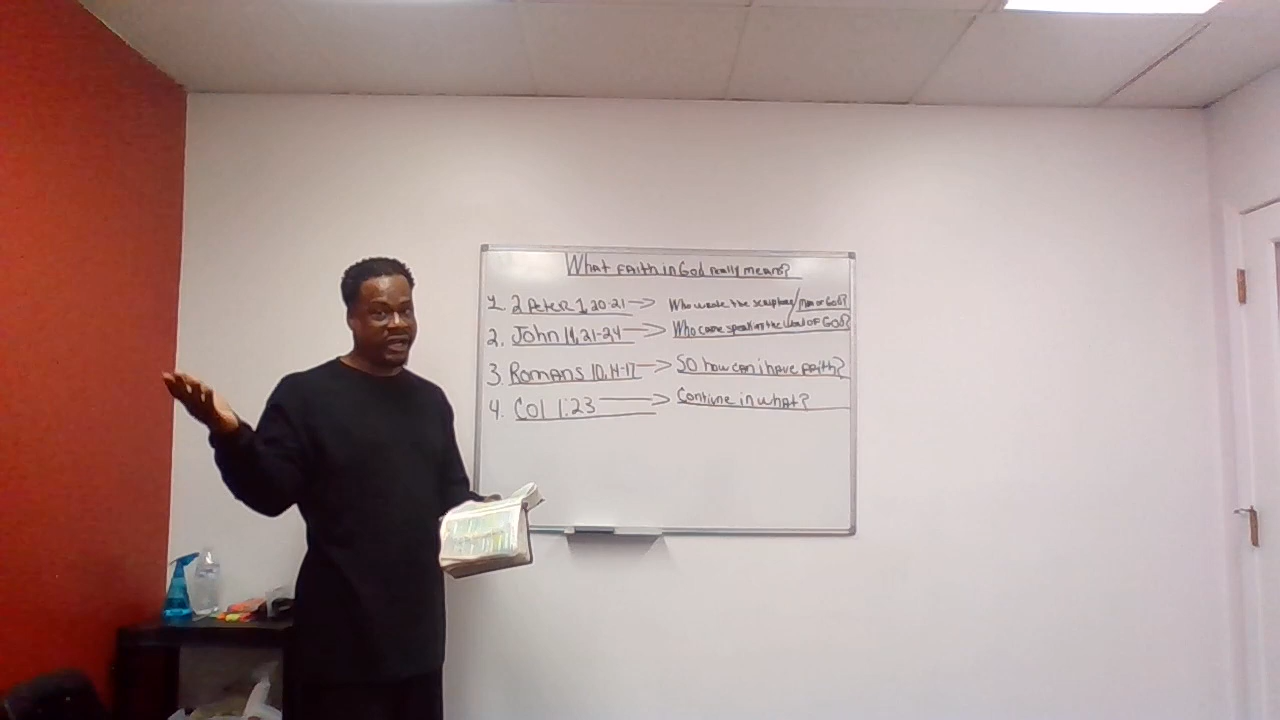 What faith in God really means?
1. 2 Peter 1,20-21 → Who wrote the scripture/man or God?
2. John 14,21-24 → Who came speaking the word of God?
3. Romans 10,14-17 → SO how can i have faith?
4. Col 1:23 → Continue in what?